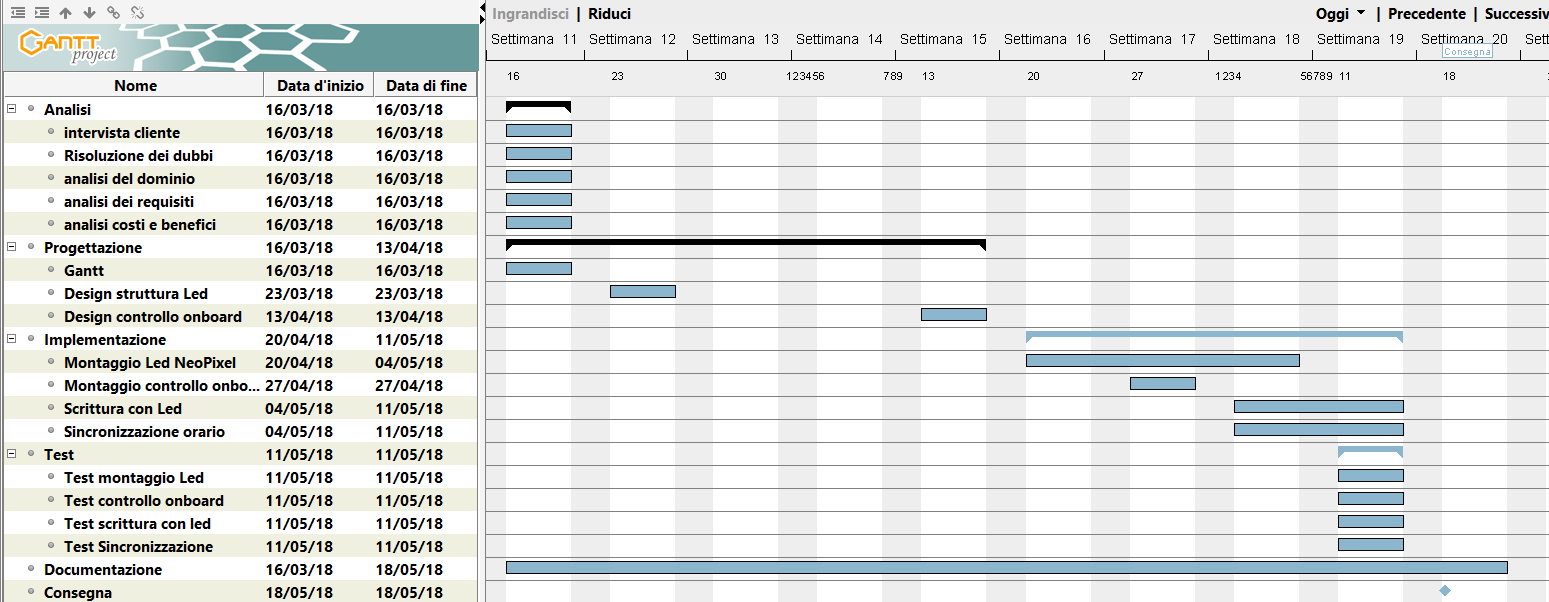 Ingrandisci | Riduci
Oggi | Precedente | Successiv
GANTT project
Settimana 11 Settimana 12 Settimana 13 Settimana 14 Settimana 15 Settimana 16 Settimana 17 Settimana 18 Settimana 19 Settimana 20 Sett
Consegna
16 23 30 123456 789 13 20 27 1234 56789 11 18
Nome Data d'inizio Data di fine
Analisi 16/03/18 16/03/18
intervista cliente 16/03/18 16/03/18
Risoluzione dei dubbi 16/03/18 16/03/18
analisi del dominio 16/03/18 16/03/18
analisi dei requisiti 16/03/18 16/03/18
analisi costi e benefici 16/03/18 16/03/18
Progettazione 16/03/18 13/04/18
Gantt 16/03/18 16/03/18
Design struttura Led 23/03/18 23/03/18
Design controllo onboard 13/04/18 13/04/18
Implementazione 20/04/18 11/05/18
Montaggio Led NeoPixel 20/04/18 04/05/18
Montaggio controllo onbo... 27/04/18 27/04/18
Scrittura con Led 04/05/18 11/05/18
Sincronizzazione orario 04/05/18 11/05/18
Test 11/05/18 11/05/18
Test montaggio Led 11/05/18 11/05/18
Test controllo onboard 11/05/18 11/05/18
Test scrittura con led 11/05/18 11/05/18
Test Sincronizzazione 11/05/18 11/05/18
Documentazione 16/03/18 18/05/18
Consegna 18/05/18 18/05/18